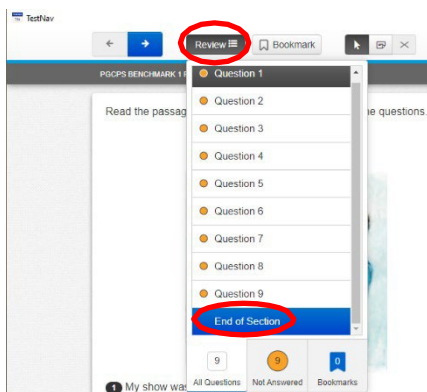 TestNav
Review
Bookmark
PGCPS BENCHMARK 1
Question 1
Read the passag
e questions.
Question 2
Question 3
Question 4
Question 5
Question 6
Question 7
Question 8
Question 9
End of Section
9 9 0
All Questions Not Answered Bookmarks
1 My show was